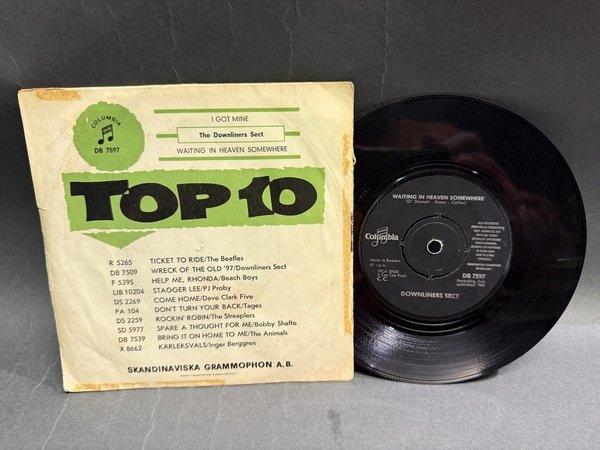 COLUMBIA
DB 7597
I GOT MINE
The Downliners Sect
WAITING IN HEAVEN SOMEWHERE
TOP 10
R 5265 TICKET TO RIDE/The Beatles
DB 7509 WRECK OF THE OLD '97/Downliners Sect
F 5395 HELP ME, RHONDA/Beach Boys
LIB 10204 STAGGER LEE/PJ Proby
DS 2269 COME HOME/Dave Clark Five
PA 104 DON'T TURN YOUR BACK/Tages
DS 2259 ROCKIN' ROBIN/The Streaplers
SD 5977 SPARE A THOUGHT FOR ME/Bobby Shafto
DB 7539 BRING IT ON HOME TO ME/The Animals
X 8662 KÄRLEKSVALS/Inger Berggren
SKANDINAVISKA GRAMMOPHON A.B.
WAITING IN HEAVEN SOMEWHERE
Columbia
Made in Sweden
DB 7597
DOWNLINERS SECT